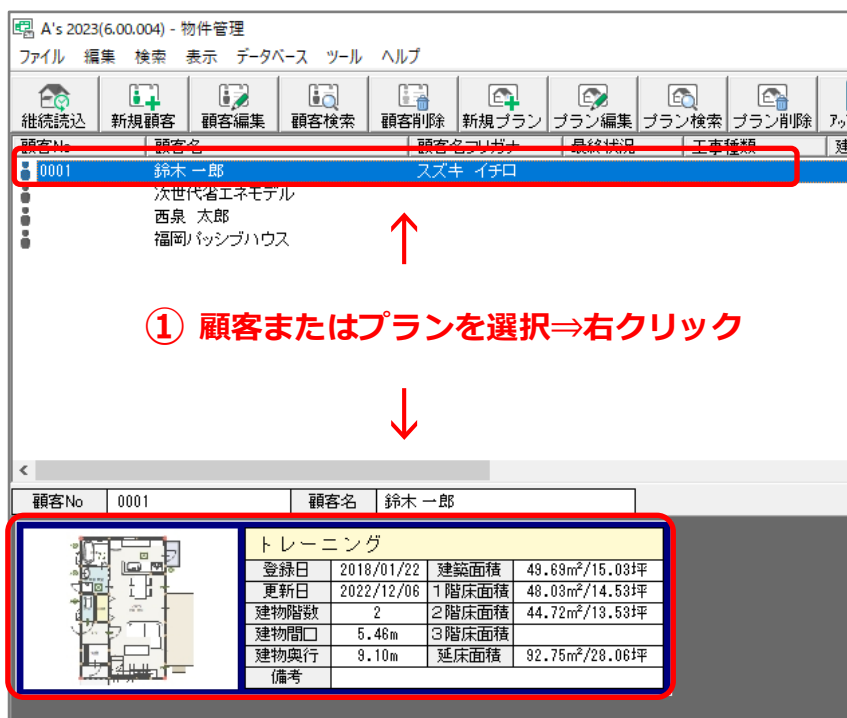 A's 2023(6.00.004) - 物件管理
ファイル 編集 検索 表示 データベース ツール ヘルプ
継続読込 新規顧客 顧客編集 顧客検索 顧客削除 新規プラン プラン編集 プラン検索 プラン削除 アッ
顧客No 顧客名 顧客名フリガナ 最終状況 工事種類 建
0001 鈴木 一郎 スズキ イチロ
次世代省エネモデル
西泉 太郎
福岡パッシブハウス
↑
① 顧客またはプランを選択⇒右クリック
↓
顧客No 0001 顧客名 鈴木 一郎
トレーニング
登録日 2018/01/22 建築面積 49.69m²/15.03坪
更新日 2022/12/06 1階床面積 48.03m²/14.53坪
建物階数 2 2階床面積 44.72m²/13.53坪
建物間口 5.46m 3階床面積
建物奥行 9.10m 延床面積 92.75m²/28.06坪
備考